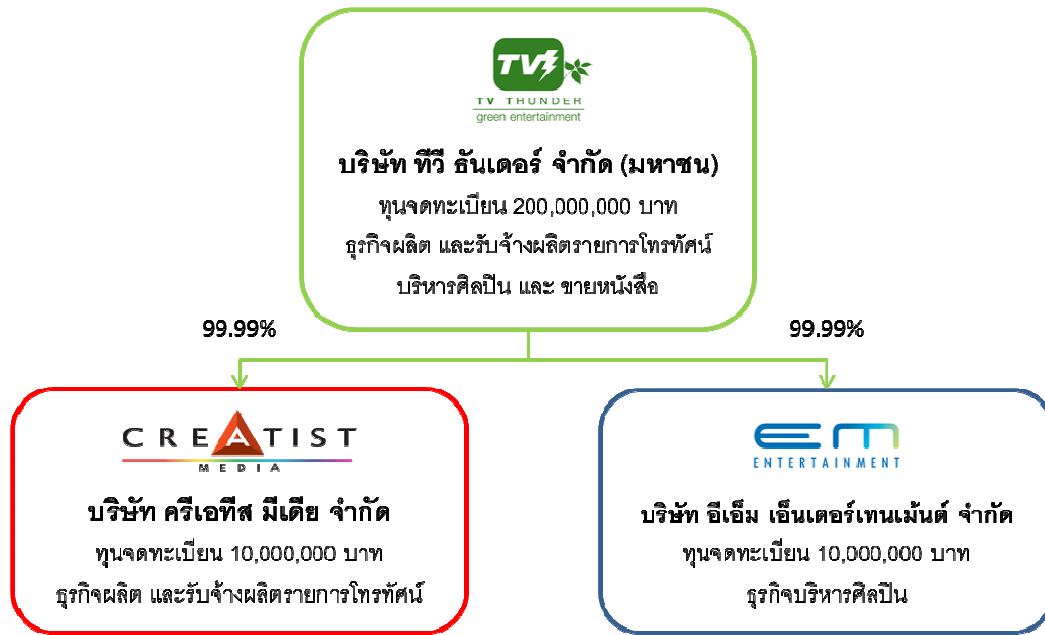 TV
TV THUNDER
green entertainment
บริษัท ทีวี ธันเดอร์ จำกัด (มหาชน)
ทุนจดทะเบียน 200,000,000 บาท
ธุรกิจผลิต และรับจ้างผลิตรายการโทรทัศน์
บริหารศิลปิน และ ขายหนังสือ
99.99%
99.99%
CREATIST
MEDIA
บริษัท ครีเอทีส มีเดีย จำกัด
ทุนจดทะเบียน 10,000,000 บาท
ธุรกิจผลิต และรับจ้างผลิตรายการโทรทัศน์
em
ENTERTAINMENT
บริษัท อีเอ็ม เอ็นเตอร์เทนเม้นต์ จำกัด
ทุนจดทะเบียน 10,000,000 บาท
ธุรกิจบริหารศิลปิน